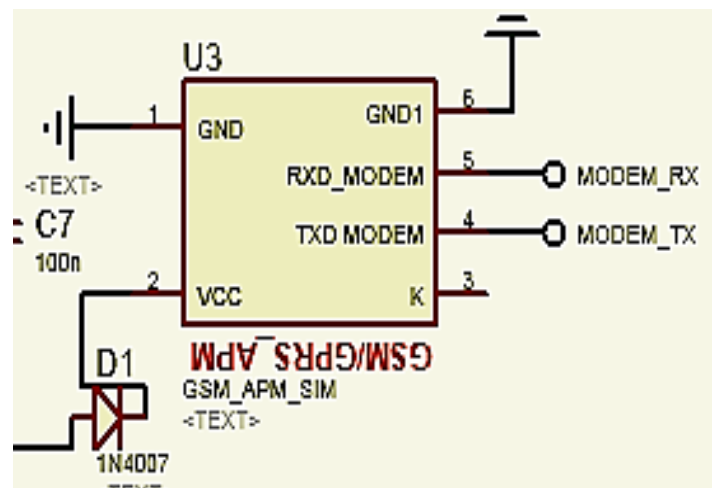 U3
1
GND
GND1
6
RXD_MODEM
5
MODEM_RX
<TEXT>
C7
100n
TXD MODEM
4
MODEM_TX
2
VCC
K
3
GSM/GPRS_APM
D1
GSM_APM_SIM
<TEXT>
1N4007